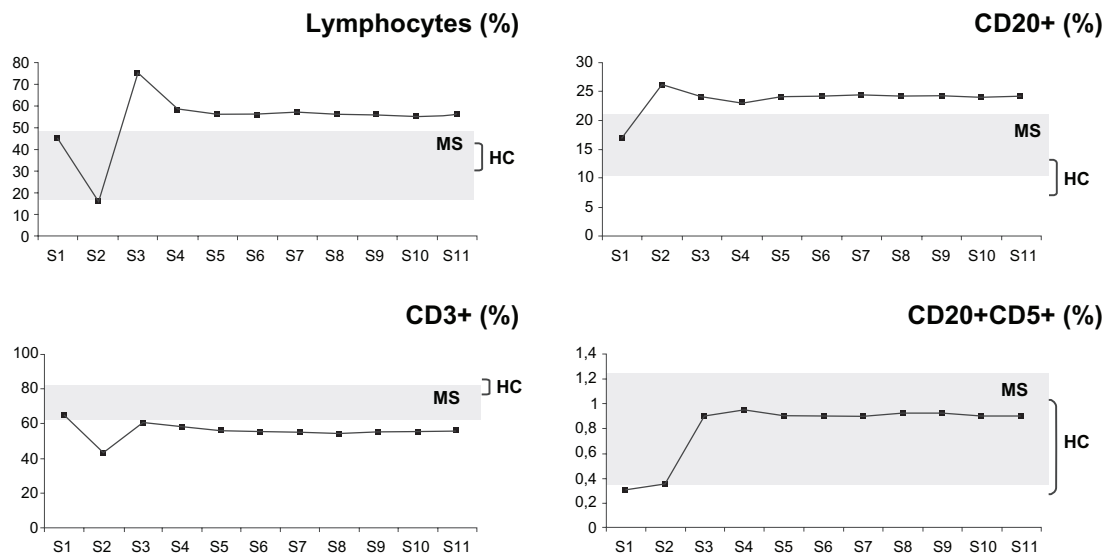 Lymphocytes (%)
80
70
60
50
40
30
20
10
0
MS
HC
S1 S2 S3 S4 S5 S6 S7 S8 S9 S10 S11
CD20+ (%)
30
25
20
15
10
5
0
MS
HC
S1 S2 S3 S4 S5 S6 S7 S8 S9 S10 S11
CD3+ (%)
100
80
60
40
20
0
MS
HC
S1 S2 S3 S4 S5 S6 S7 S8 S9 S10 S11
CD20+CD5+ (%)
1,4
1,2
1
0,8
0,6
0,4
0,2
0
MS
HC
S1 S2 S3 S4 S5 S6 S7 S8 S9 S10 S11